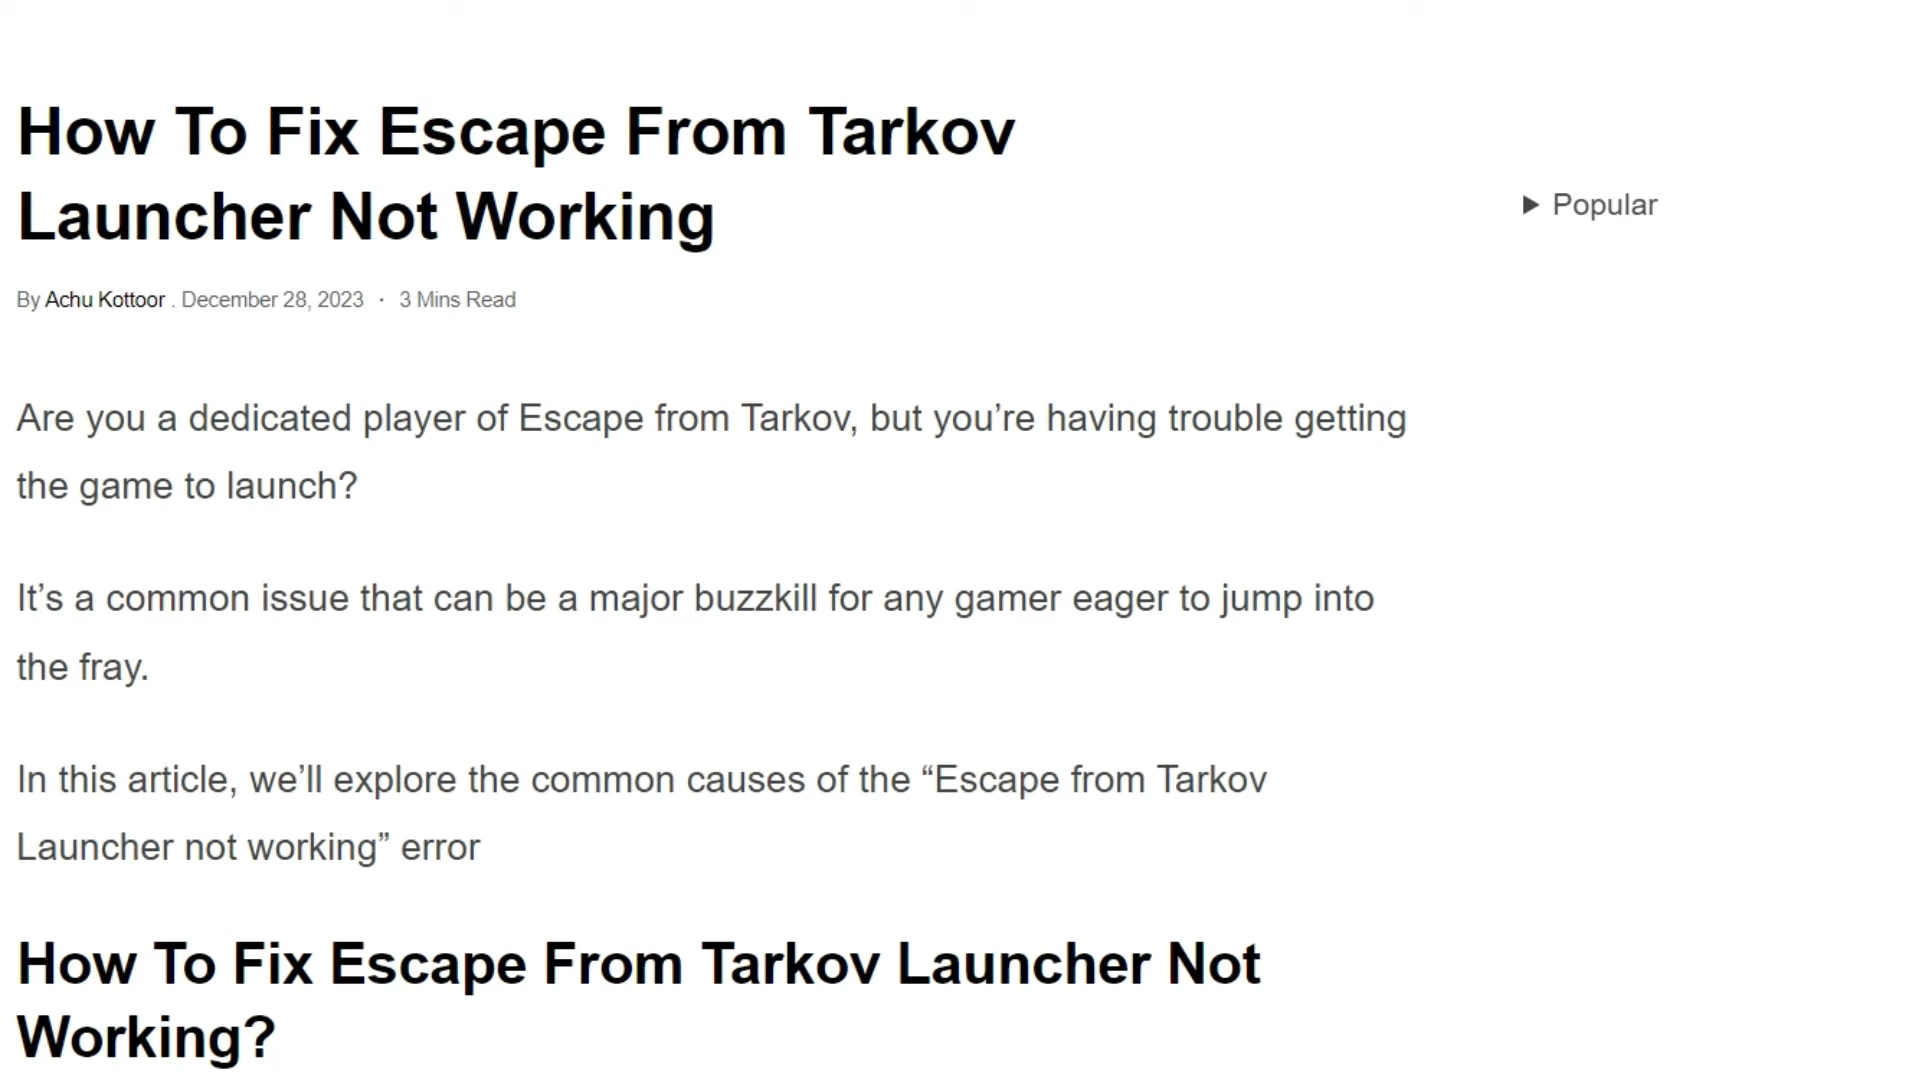 How To Fix Escape From Tarkov
Launcher Not Working
▶ Popular
By Achu Kottoor . December 28, 2023 · 3 Mins Read
Are you a dedicated player of Escape from Tarkov, but you’re having trouble getting
the game to launch?
It’s a common issue that can be a major buzzkill for any gamer eager to jump into
the fray.
In this article, we’ll explore the common causes of the “Escape from Tarkov
Launcher not working” error
How To Fix Escape From Tarkov Launcher Not
Working?